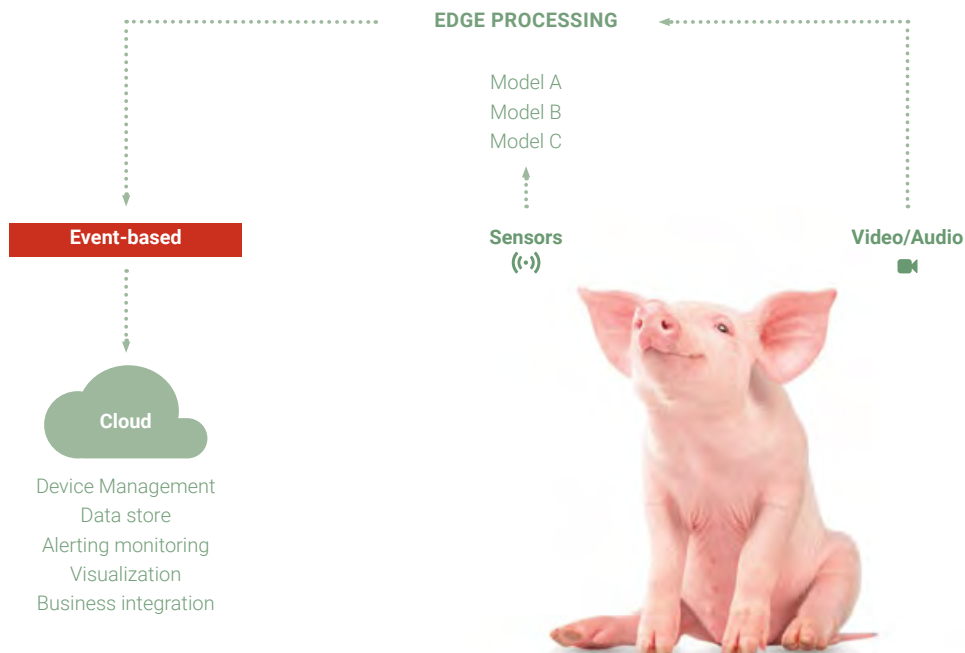 EDGE PROCESSING
Model A
Model B
Model C
Event-based
Sensors
Video/Audio
Cloud
Device Management
Data store
Alerting monitoring
Visualization
Business integration